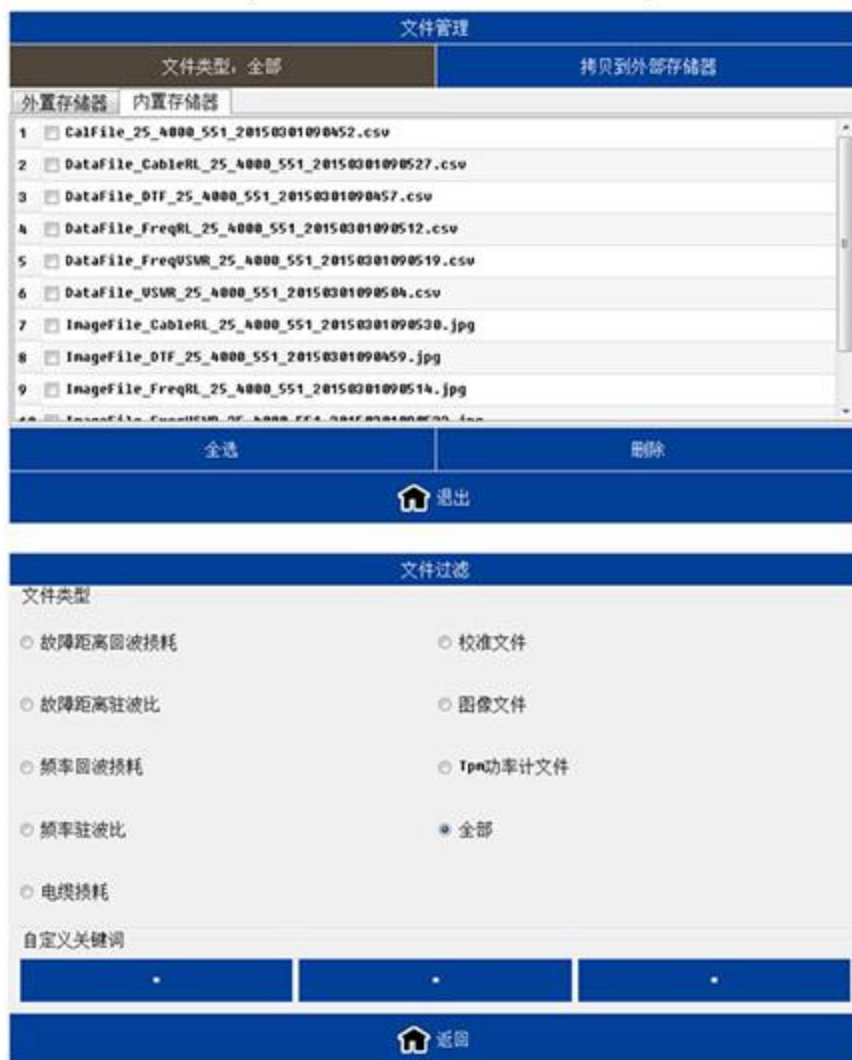 文件管理
文件类型：全部
拷贝到外部存储器
外置存储器 内置存储器
1 CalFile_25_4000_551_20150301090452.csv
2 DataFile_CableRL_25_4000_551_20150301090527.csv
3 DataFile_DTF_25_4000_551_20150301090457.csv
4 DataFile_FreqRL_25_4000_551_20150301090512.csv
5 DataFile_FreqVSWR_25_4000_551_20150301090519.csv
6 DataFile_VSWR_25_4000_551_20150301090504.csv
7 ImageFile_CableRL_25_4000_551_20150301090530.jpg
8 ImageFile_DTF_25_4000_551_20150301090459.jpg
9 ImageFile_FreqRL_25_4000_551_20150301090514.jpg
全选
删除
退出
文件过滤
文件类型
故障距离回波损耗
校准文件
故障距离驻波比
图像文件
频率回波损耗
Tpm功率计文件
频率驻波比
全部
电缆损耗
自定义关键词
* * *
返回